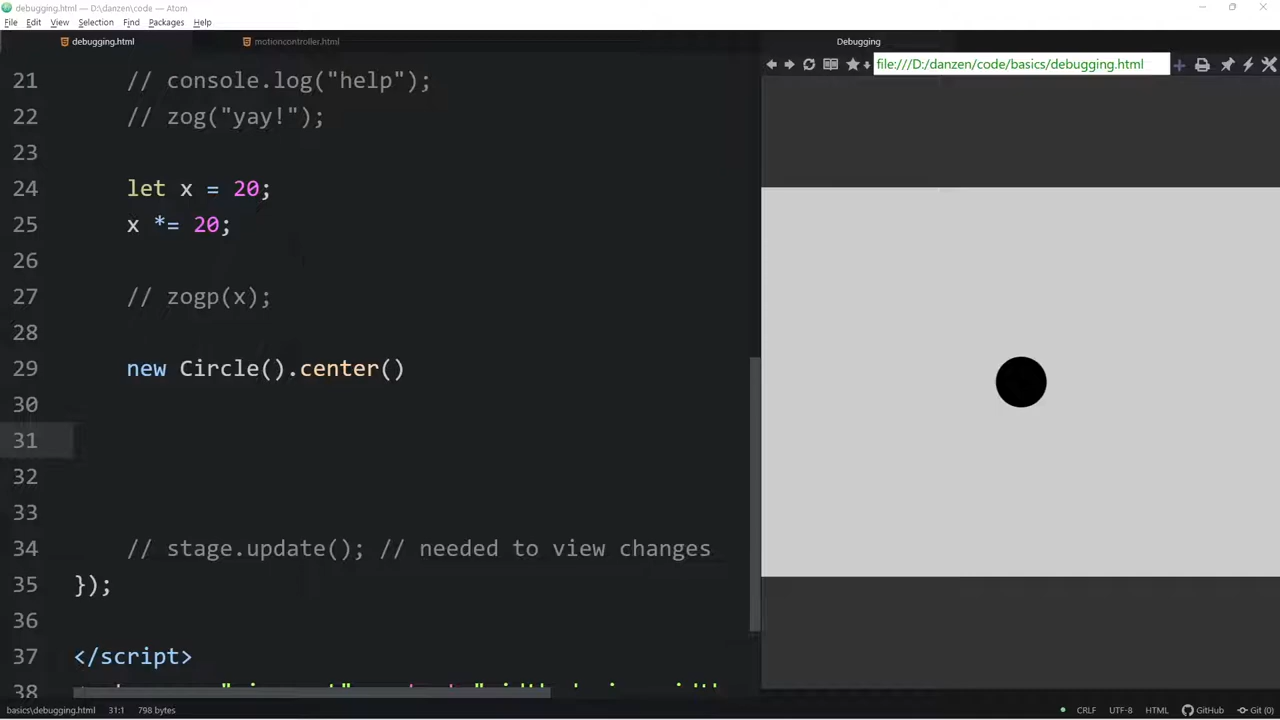 debugging.html — D:\danzen\code — Atom
File Edit View Selection Find Packages Help
debugging.html
motioncontroller.html
Debugging
file:///D:/danzen/code/basics/debugging.html
21 // console.log("help");
22 // zog("yay!");
23
24 let x = 20;
25 x *= 20;
26
27 // zogp(x);
28
29 new Circle().center()
30
31
32
33
34 // stage.update(); // needed to view changes
35 });
36
37 </script>
38
basics\debugging.html 31:1 798 bytes
CRLF UTF-8 HTML GitHub Git (0)